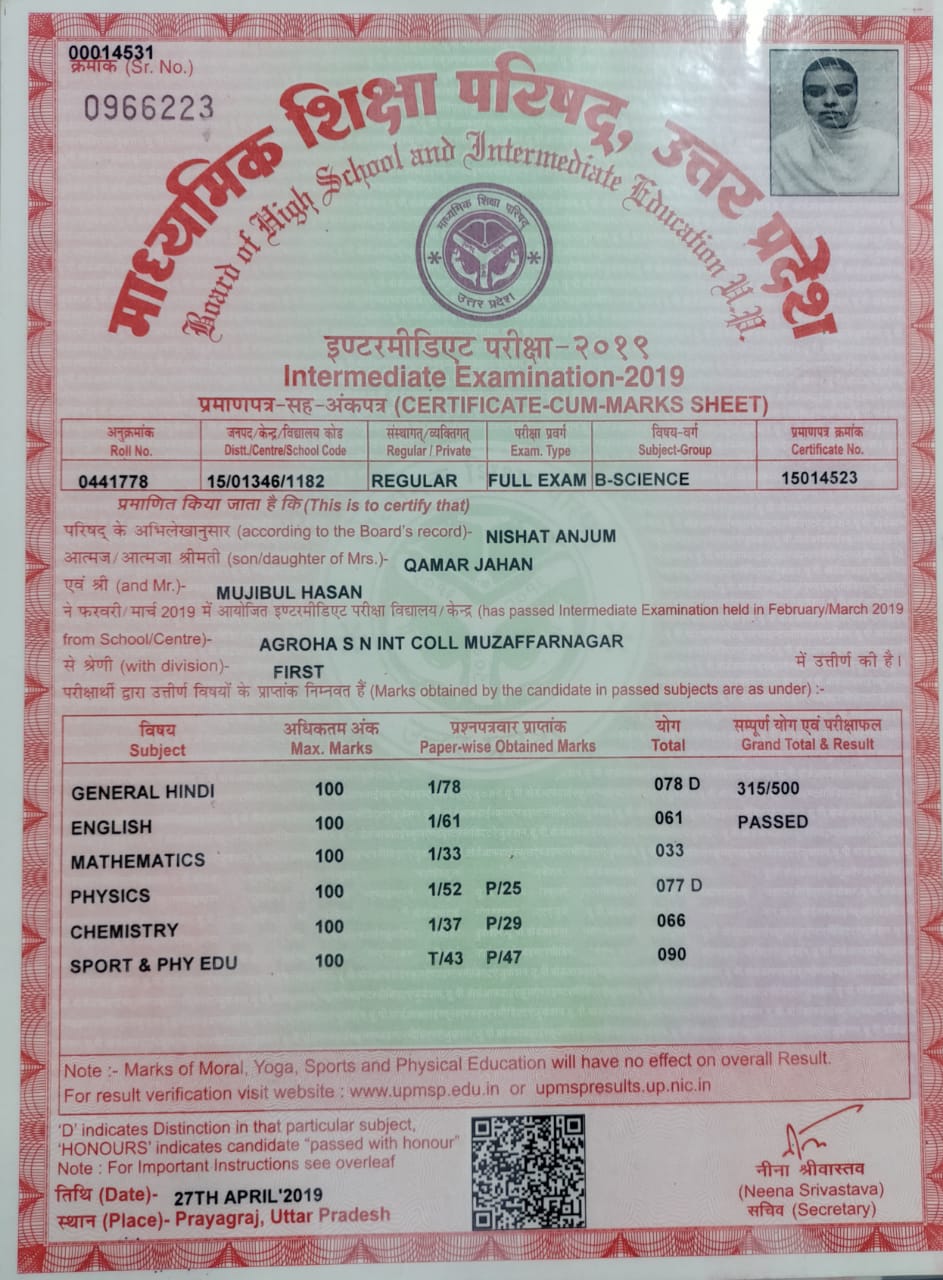 00014531
क्रमांक (Sr. No.)
0966223
माध्यमिक शिक्षा परिषद्, उत्तर प्रदेश
Board of High School and Intermediate Education U.P.
माध्यमिक शिक्षा परिषद्
उत्तर प्रदेश
इण्टरमीडिएट परीक्षा-२०१९
Intermediate Examination-2019
प्रमाणपत्र-सह-अंकपत्र (CERTIFICATE-CUM-MARKS SHEET)
अनुक्रमांक जनपद/केन्द्र/विद्यालय कोड संस्थागत/व्यक्तिगत परीक्षा प्रवर्ग विषय-वर्ग प्रमाणपत्र क्रमांक
Roll No. Distt./Centre/School Code Regular / Private Exam. Type Subject-Group Certificate No.
0441778 15/01346/1182 REGULAR FULL EXAM B-SCIENCE 15014523
प्रमाणित किया जाता है कि (This is to certify that)
परिषद् के अभिलेखानुसार (according to the Board's record)- NISHAT ANJUM
आत्मज/आत्मजा श्रीमती (son/daughter of Mrs.)- QAMAR JAHAN
एवं श्री (and Mr.)- MUJIBUL HASAN
ने फरवरी/मार्च 2019 में आयोजित इण्टरमीडिएट परीक्षा विद्यालय/केन्द्र (has passed Intermediate Examination held in February/March 2019
from School/Centre)- AGROHA S N INT COLL MUZAFFARNAGAR
से श्रेणी (with division)- FIRST में उत्तीर्ण की है।
परीक्षार्थी द्वारा उत्तीर्ण विषयों के प्राप्तांक निम्नवत हैं (Marks obtained by the candidate in passed subjects are as under) :-
विषय अधिकतम अंक प्रश्नपत्रवार प्राप्तांक योग सम्पूर्ण योग एवं परीक्षाफल
Subject Max. Marks Paper-wise Obtained Marks Total Grand Total & Result
GENERAL HINDI 100 1/78 078 D 315/500
ENGLISH 100 1/61 061 PASSED
MATHEMATICS 100 1/33 033
PHYSICS 100 1/52 P/25 077 D
CHEMISTRY 100 1/37 P/29 066
SPORT & PHY EDU 100 T/43 P/47 090
Note :- Marks of Moral, Yoga, Sports and Physical Education will have no effect on overall Result.
For result verification visit website : www.upmsp.edu.in or upmspresults.up.nic.in
'D' indicates Distinction in that particular subject,
'HONOURS' indicates candidate "passed with honour"
Note : For Important Instructions see overleaf
तिथि (Date)- 27TH APRIL'2019
स्थान (Place)- Prayagraj, Uttar Pradesh
नीना श्रीवास्तव
(Neena Srivastava)
सचिव (Secretary)